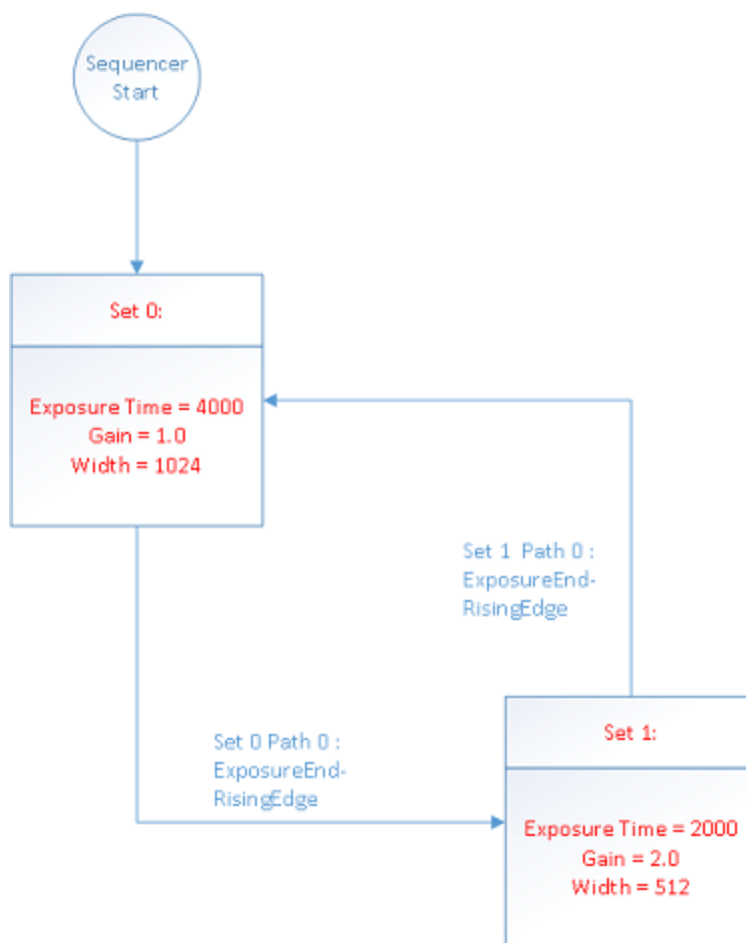 Sequencer
Start
Set 0:
Exposure Time = 4000
Gain = 1.0
Width = 1024
Set 1  Path 0 :
ExposureEnd-
RisingEdge
Set 0 Path 0 :
ExposureEnd-
RisingEdge
Set 1:
Exposure Time = 2000
Gain = 2.0
Width = 512